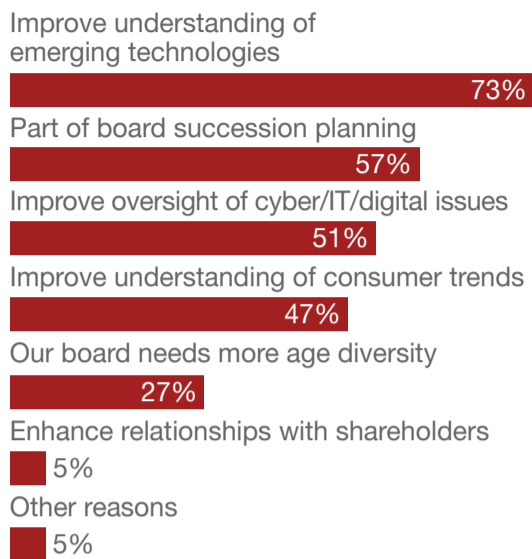 Improve understanding of
emerging technologies
73%
Part of board succession planning
57%
Improve oversight of cyber/IT/digital issues
51%
Improve understanding of consumer trends
47%
Our board needs more age diversity
27%
Enhance relationships with shareholders
5%
Other reasons
5%